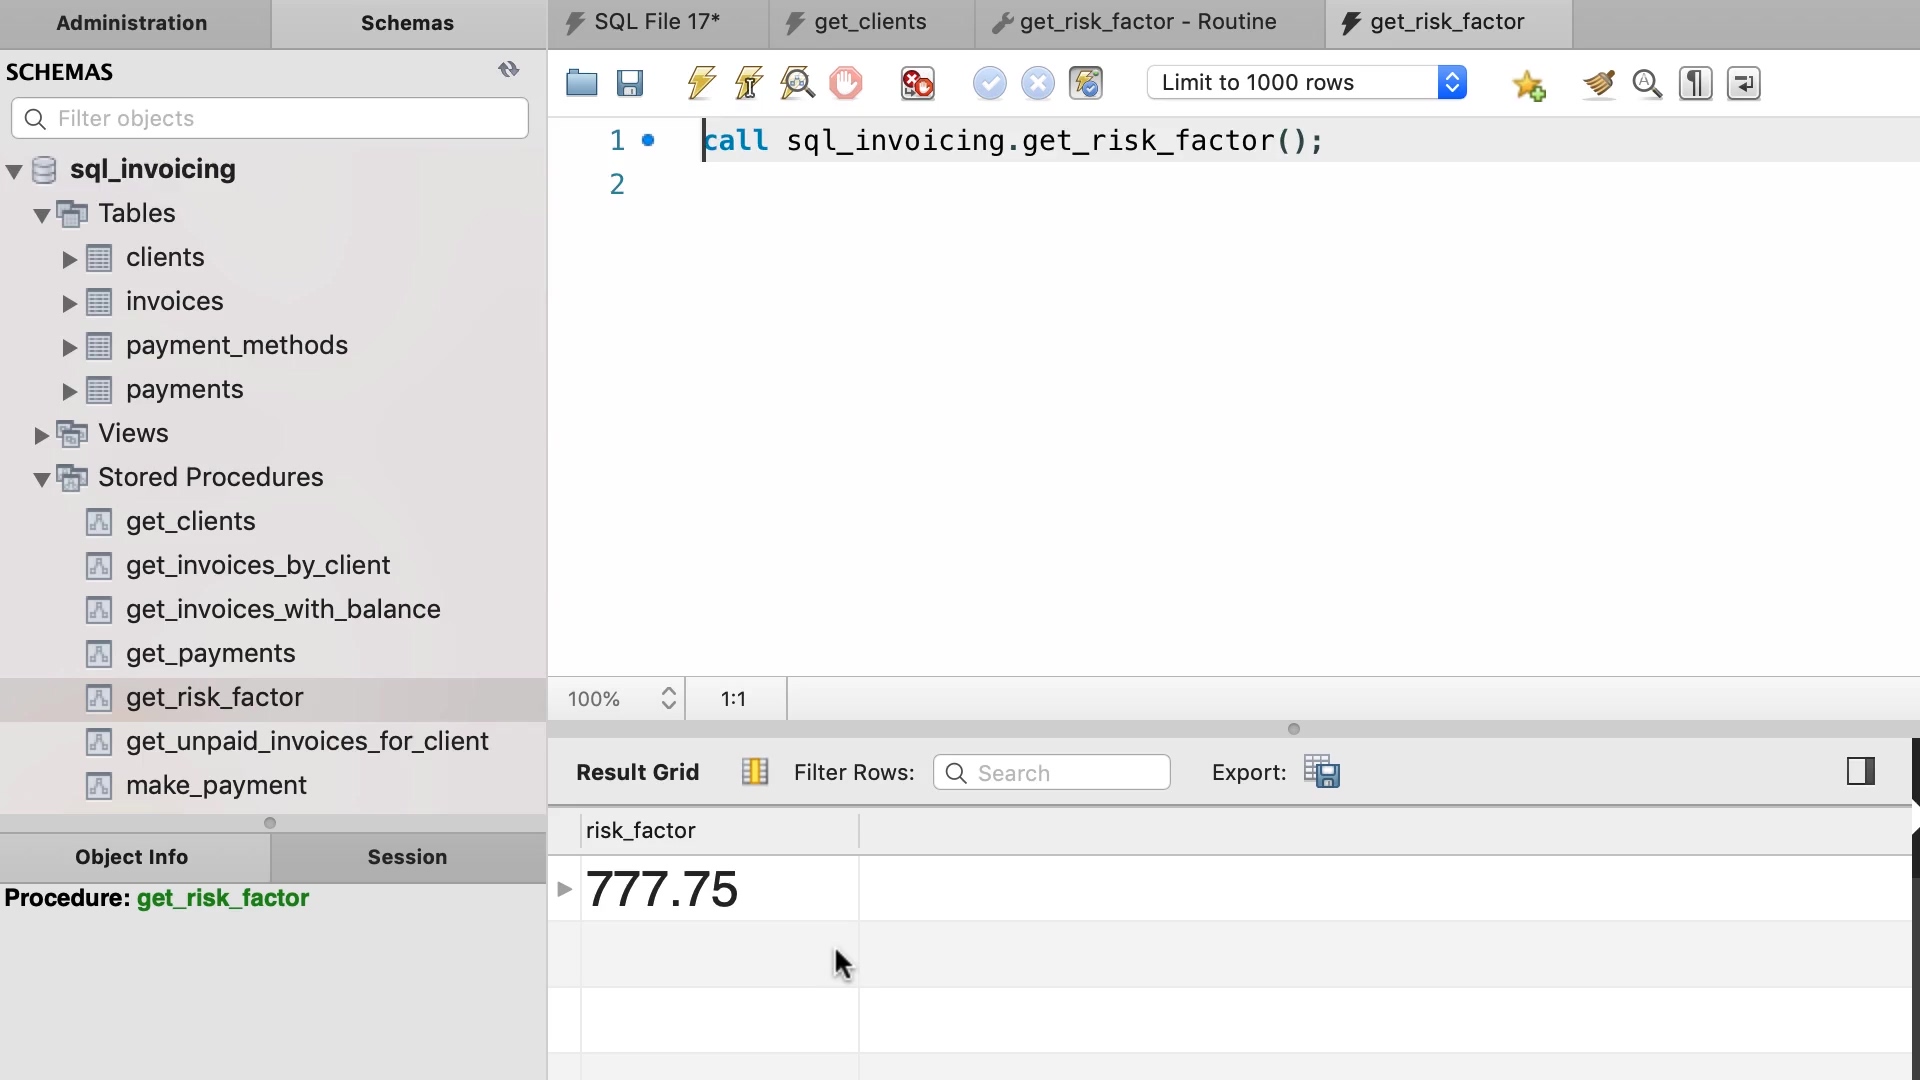 Administration
Schemas
SQL File 17*
get_clients
get_risk_factor - Routine
get_risk_factor
SCHEMAS
Filter objects
Limit to 1000 rows
1 call sql_invoicing.get_risk_factor();
2
sql_invoicing
Tables
clients
invoices
payment_methods
payments
Views
Stored Procedures
get_clients
get_invoices_by_client
get_invoices_with_balance
get_payments
get_risk_factor
get_unpaid_invoices_for_client
make_payment
100%
1:1
Result Grid
Filter Rows:
Search
Export:
risk_factor
777.75
Object Info
Session
Procedure: get_risk_factor